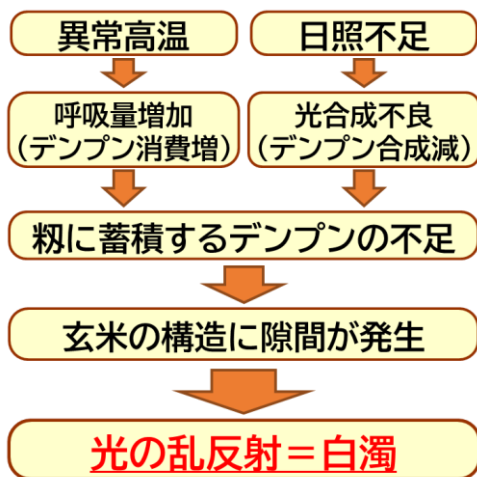 異常高温
日照不足
呼吸量増加
（デンプン消費増）
光合成不良
（デンプン合成減）
籾に蓄積するデンプンの不足
玄米の構造に隙間が発生
光の乱反射＝白濁